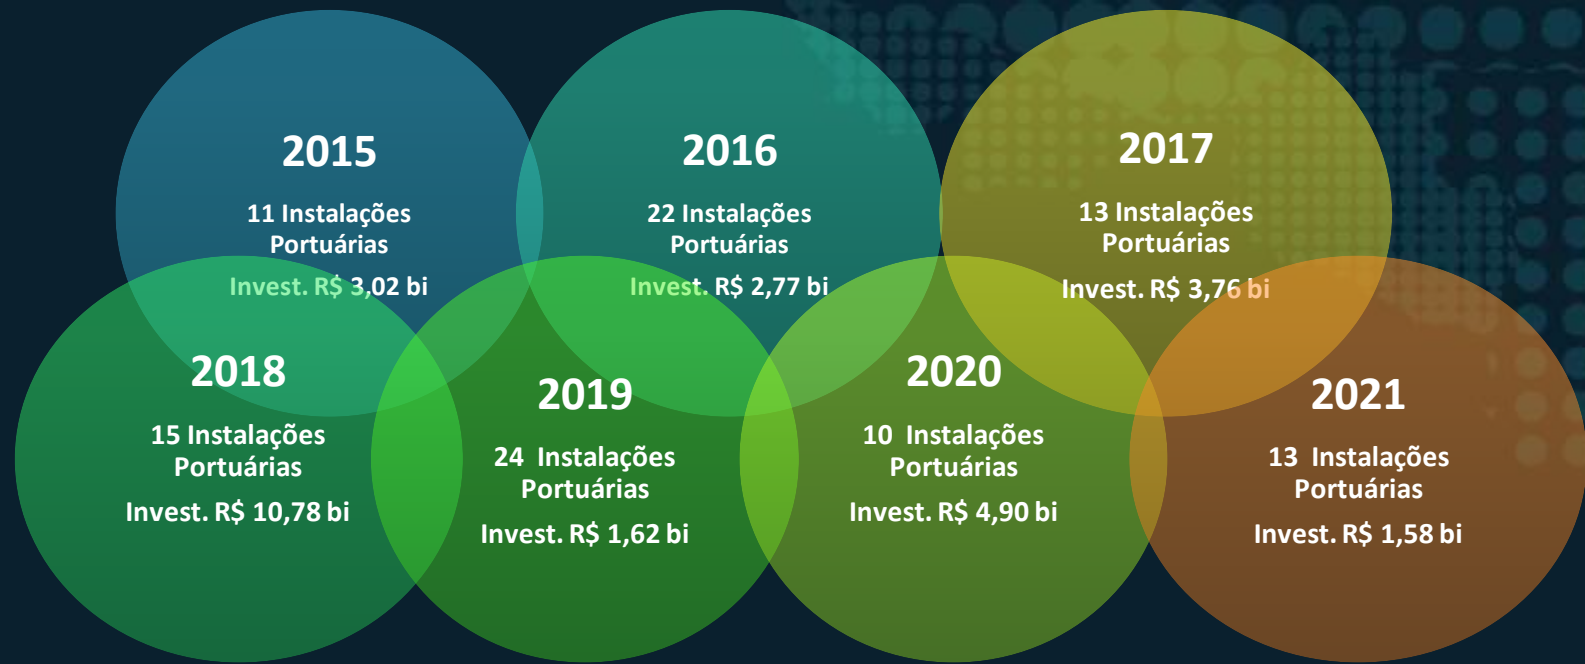 2015
11 Instalações
Portuárias
Invest. R$ 3,02 bi
2016
22 Instalações
Portuárias
Invest. R$ 2,77 bi
2017
13 Instalações
Portuárias
Invest. R$ 3,76 bi
2018
15 Instalações
Portuárias
Invest. R$ 10,78 bi
2019
24 Instalações
Portuárias
Invest. R$ 1,62 bi
2020
10 Instalações
Portuárias
Invest. R$ 4,90 bi
2021
13 Instalações
Portuárias
Invest. R$ 1,58 bi